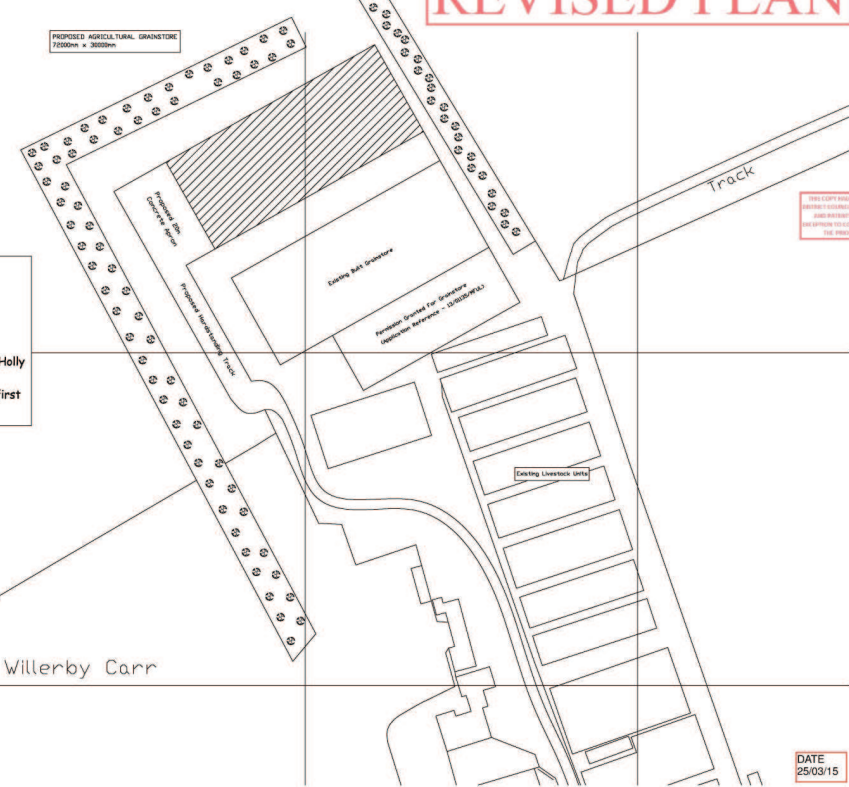 REVISED PLAN
PROPOSED AGRICULTURAL GRAINSTORE
72000mm x 30000mm
Track
Proposed 20m
Concrete Apron
Existing Built Grainstore
Proposed Hardstanding Track
Permission Granted For Grainstore
(Application Reference - 13/01135/MFUL)
Holly
first
Existing Livestock Units
Willerby Carr
DATE
25/03/15